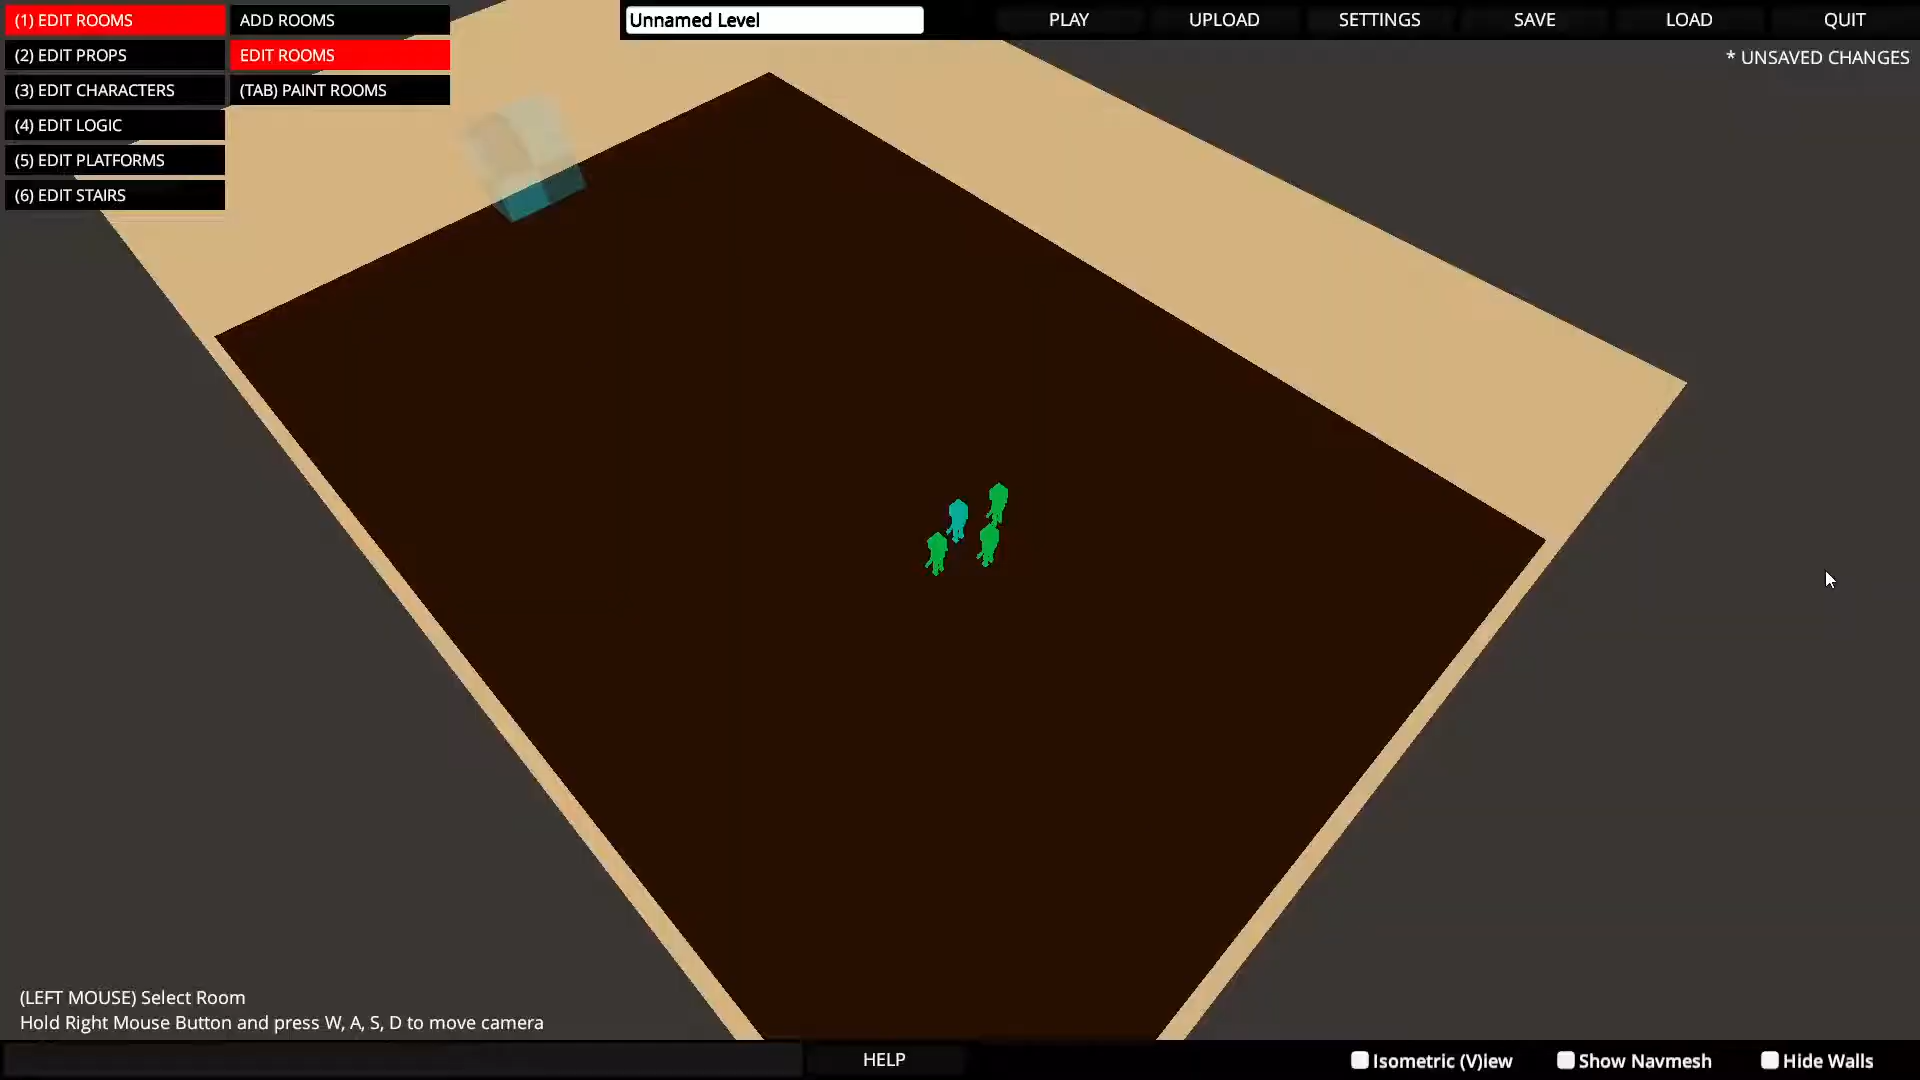 (1) EDIT ROOMS
ADD ROOMS
Unnamed Level
PLAY
UPLOAD
SETTINGS
SAVE
LOAD
QUIT
(2) EDIT PROPS
EDIT ROOMS
* UNSAVED CHANGES
(3) EDIT CHARACTERS
(TAB) PAINT ROOMS
(4) EDIT LOGIC
(5) EDIT PLATFORMS
(6) EDIT STAIRS
(LEFT MOUSE) Select Room
Hold Right Mouse Button and press W, A, S, D to move camera
HELP
Isometric (V)iew
Show Navmesh
Hide Walls